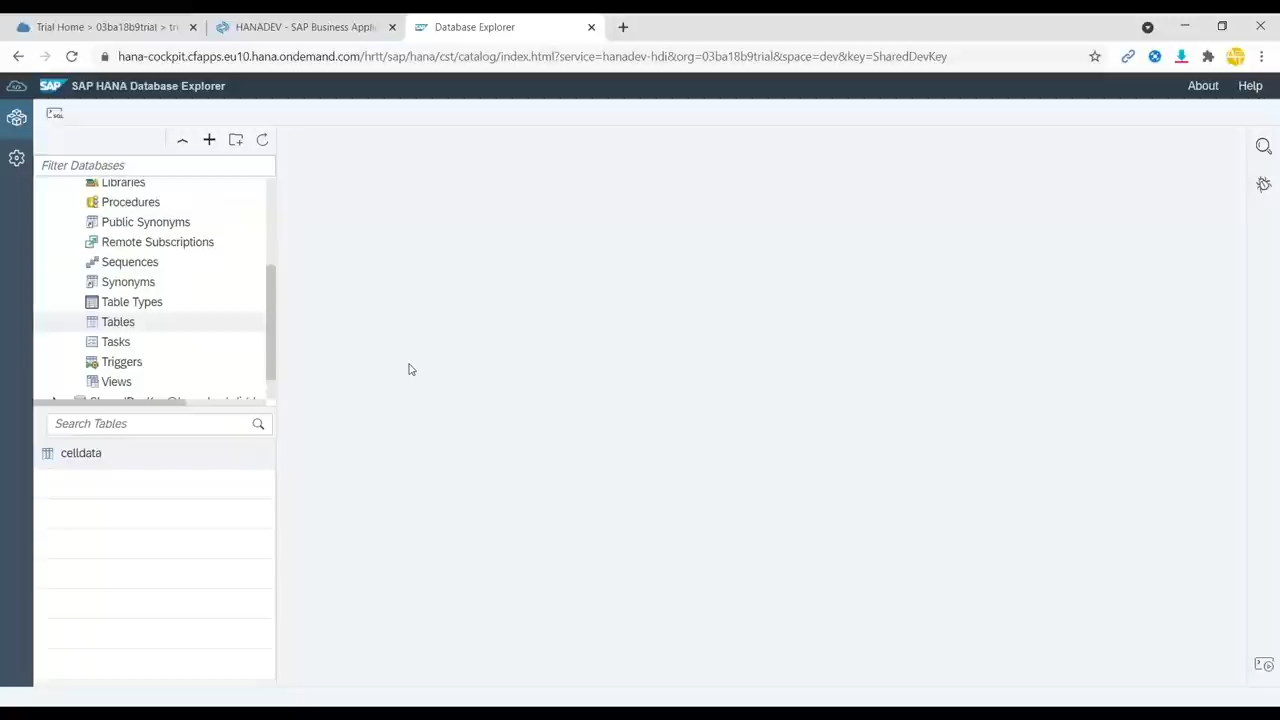 Trial Home > 03ba18b9trial > tri
HANADEV - SAP Business Appli
Database Explorer
hana-cockpit.cfapps.eu10.hana.ondemand.com/hrtt/sap/hana/cst/catalog/index.html?service=hanadev-hdi&org=03ba18b9trial&space=dev&key=SharedDevKey
SAP SAP HANA Database Explorer
About
Help
SQL
Filter Databases
Libraries
Procedures
Public Synonyms
Remote Subscriptions
Sequences
Synonyms
Table Types
Tables
Tasks
Triggers
Views
Search Tables
celldata